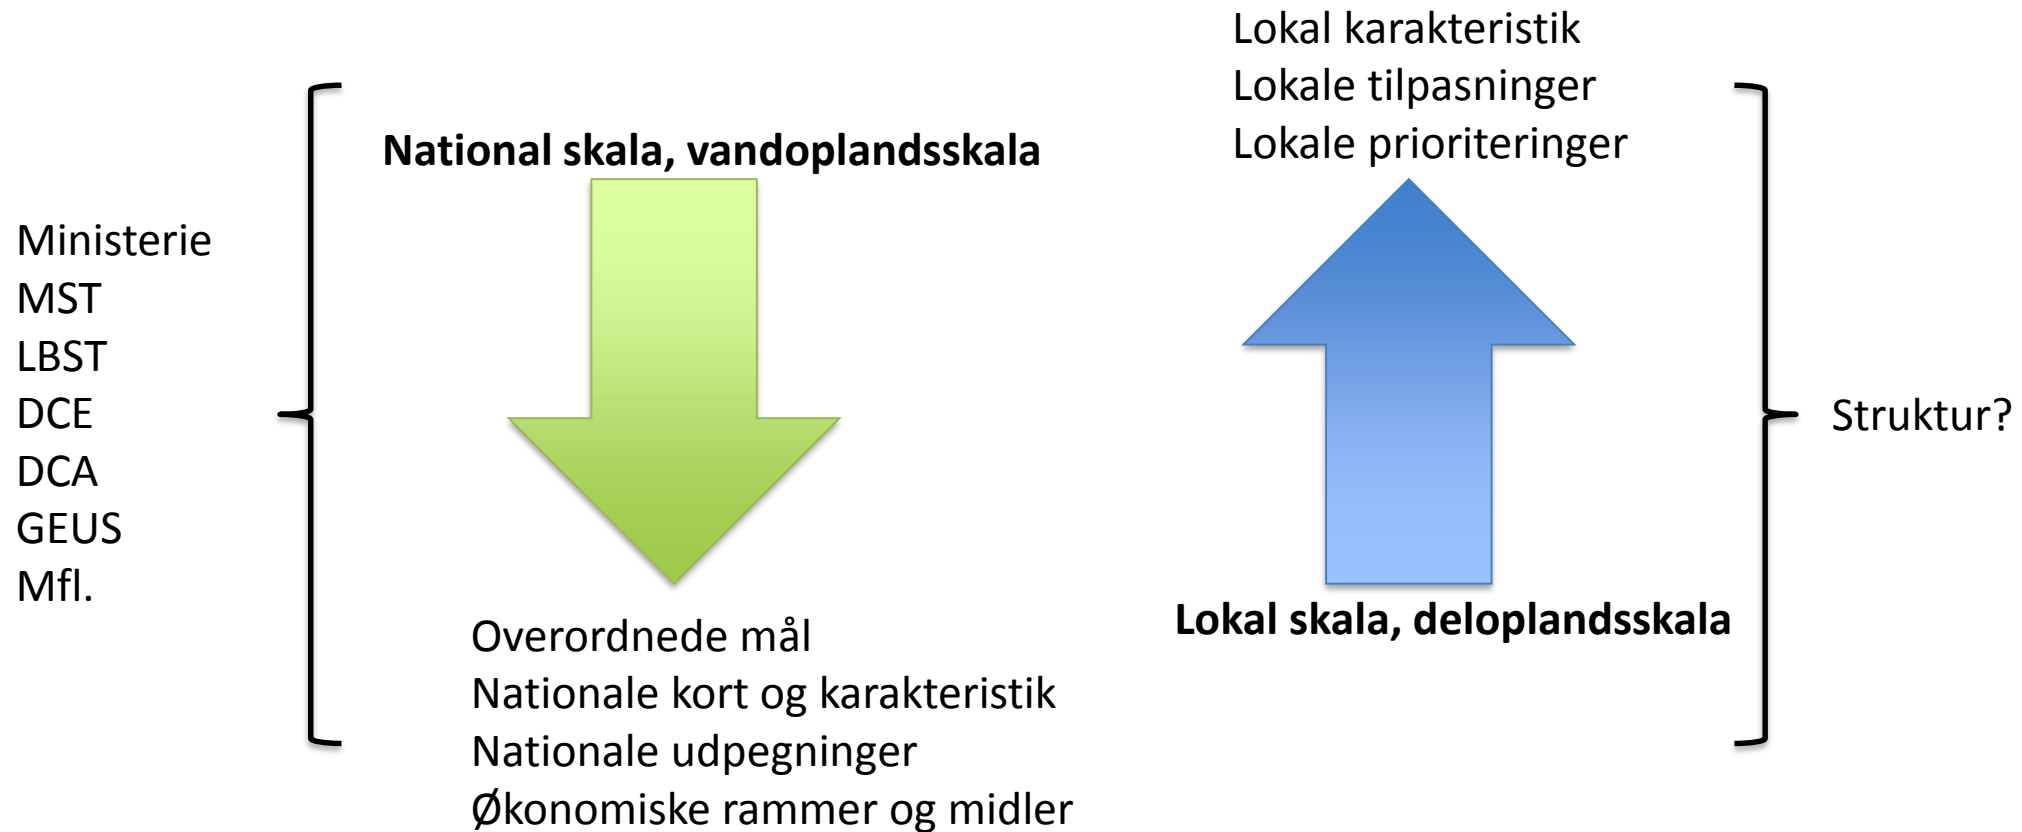 Ministerie
MST
LBST
DCE
DCA
GEUS
Mfl.
National skala, vandoplandsskala
Overordnede mål
Nationale kort og karakteristik
Nationale udpegninger
Økonomiske rammer og midler
Lokal karakteristik
Lokale tilpasninger
Lokale prioriteringer
Lokal skala, deloplandsskala
Struktur?